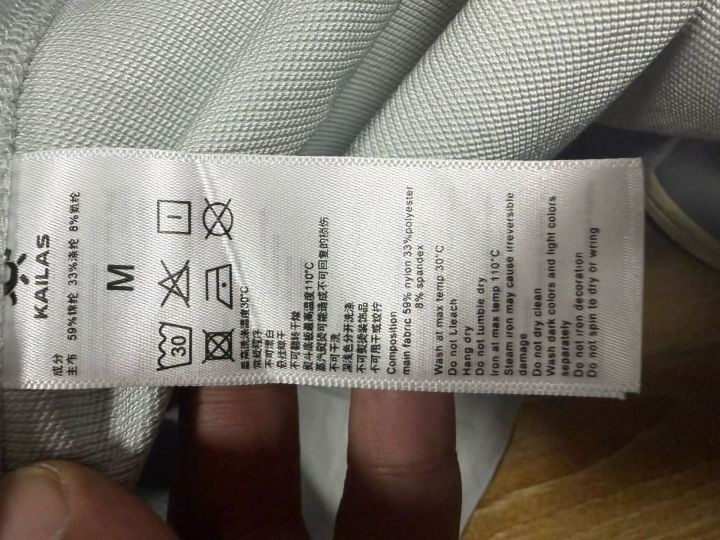 KAILAS
成分
主布 59%锦纶 33%涤纶 8%氨纶
M
30
最高洗涤温度30℃
常规程序
不可漂白
悬挂晾干
不可翻转干燥
熨斗底板最高温度110℃
蒸汽熨烫可能造成不可回复的损伤
不可干洗
深浅色分开洗涤
不可熨烫装饰品
不可甩干或绞拧
Composition
main fabric 59% nylon 33%polyester
8% spandex
Wash at max temp 30°C
Do not bleach
Hang dry
Do not tumble dry
Iron at max temp 110°C
Steam iron may cause irreversible
damage
Do not dry clean
Wash dark colors and light colors
separately
Do not iron decoration
Do not spin to dry or wring